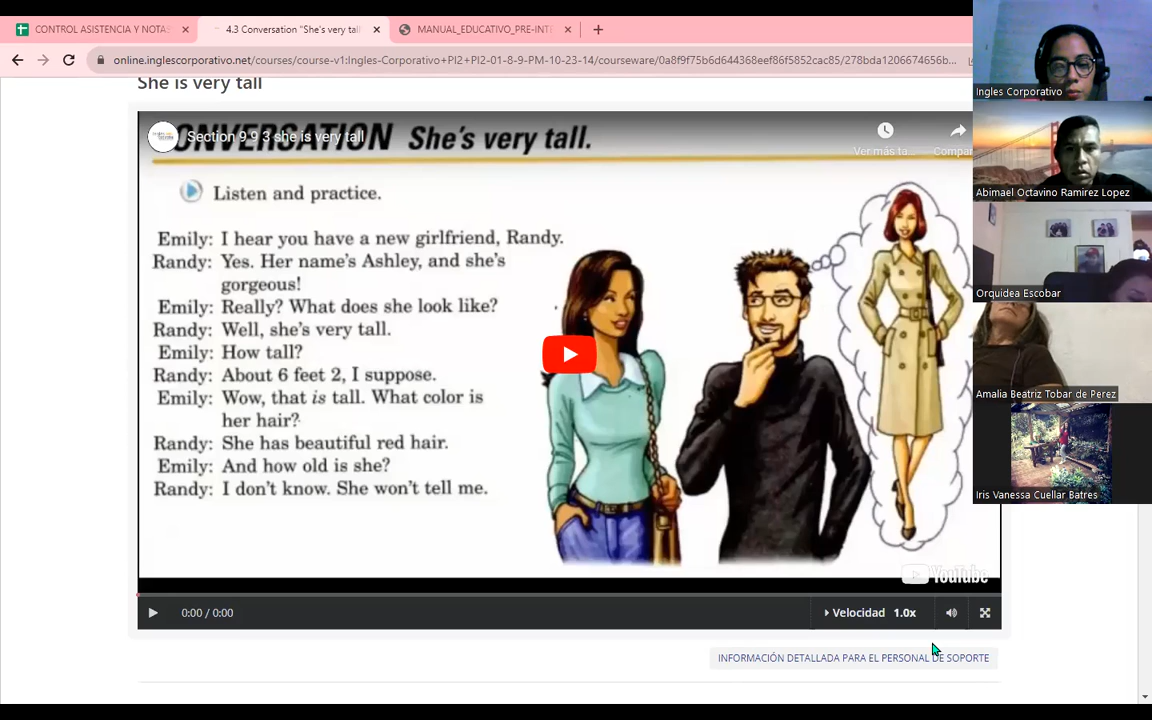 CONTROL ASISTENCIA Y NOTAS
4.3 Conversation "She's very tall
MANUAL_EDUCATIVO_PRE-INTE
online.inglescorporativo.net/courses/course-v1:Ingles-Corporativo+PI2+PI2-01-8-9-PM-10-23-14/courseware/0a8f9f75b6d644368eef86f5852cac85/278bda1206674656b...
She is very tall
CONVERSATION She's very tall.
Section 9 9 3 she is very tall
Ver más ta...
Compar
Listen and practice.
Emily: I hear you have a new girlfriend, Randy.
Randy: Yes. Her name's Ashley, and she's
gorgeous!
Emily: Really? What does she look like?
Randy: Well, she's very tall.
Emily: How tall?
Randy: About 6 feet 2, I suppose.
Emily: Wow, that is tall. What color is
her hair?
Randy: She has beautiful red hair.
Emily: And how old is she?
Randy: I don't know. She won't tell me.
YouTube
0:00 / 0:00
Velocidad 1.0x
INFORMACIÓN DETALLADA PARA EL PERSONAL DE SOPORTE
Ingles Corporativo
Abimael Octavino Ramirez Lopez
Orquidea Escobar
Amalia Beatriz Tobar de Perez
Iris Vanessa Cuellar Batres